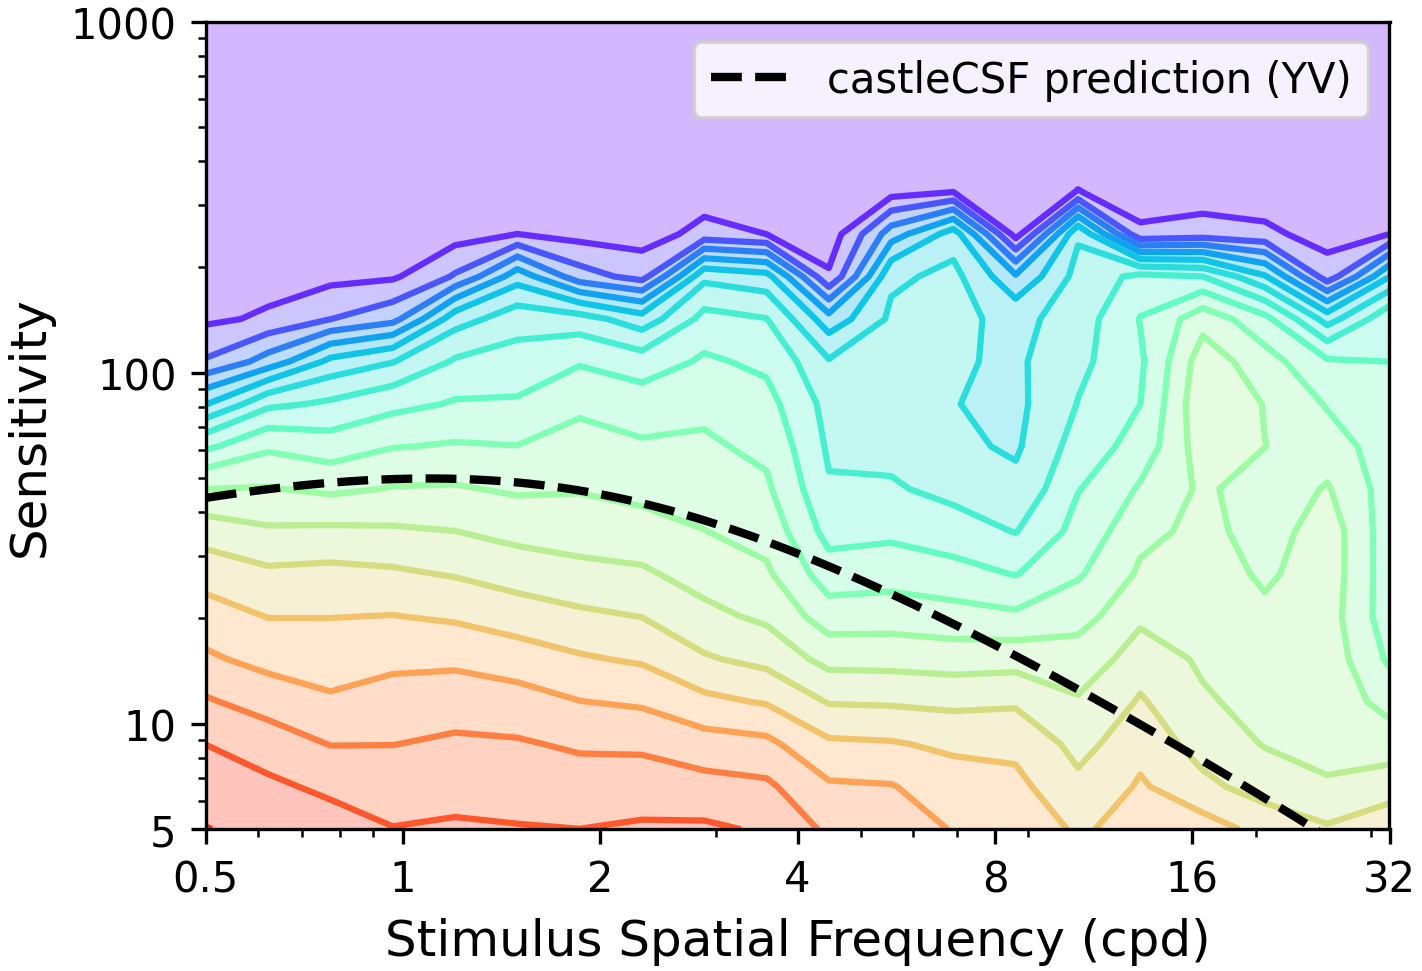 1000
castleCSF prediction (YV)
Sensitivity
100
10
5
0.5 1 2 4 8 16 32
Stimulus Spatial Frequency (cpd)